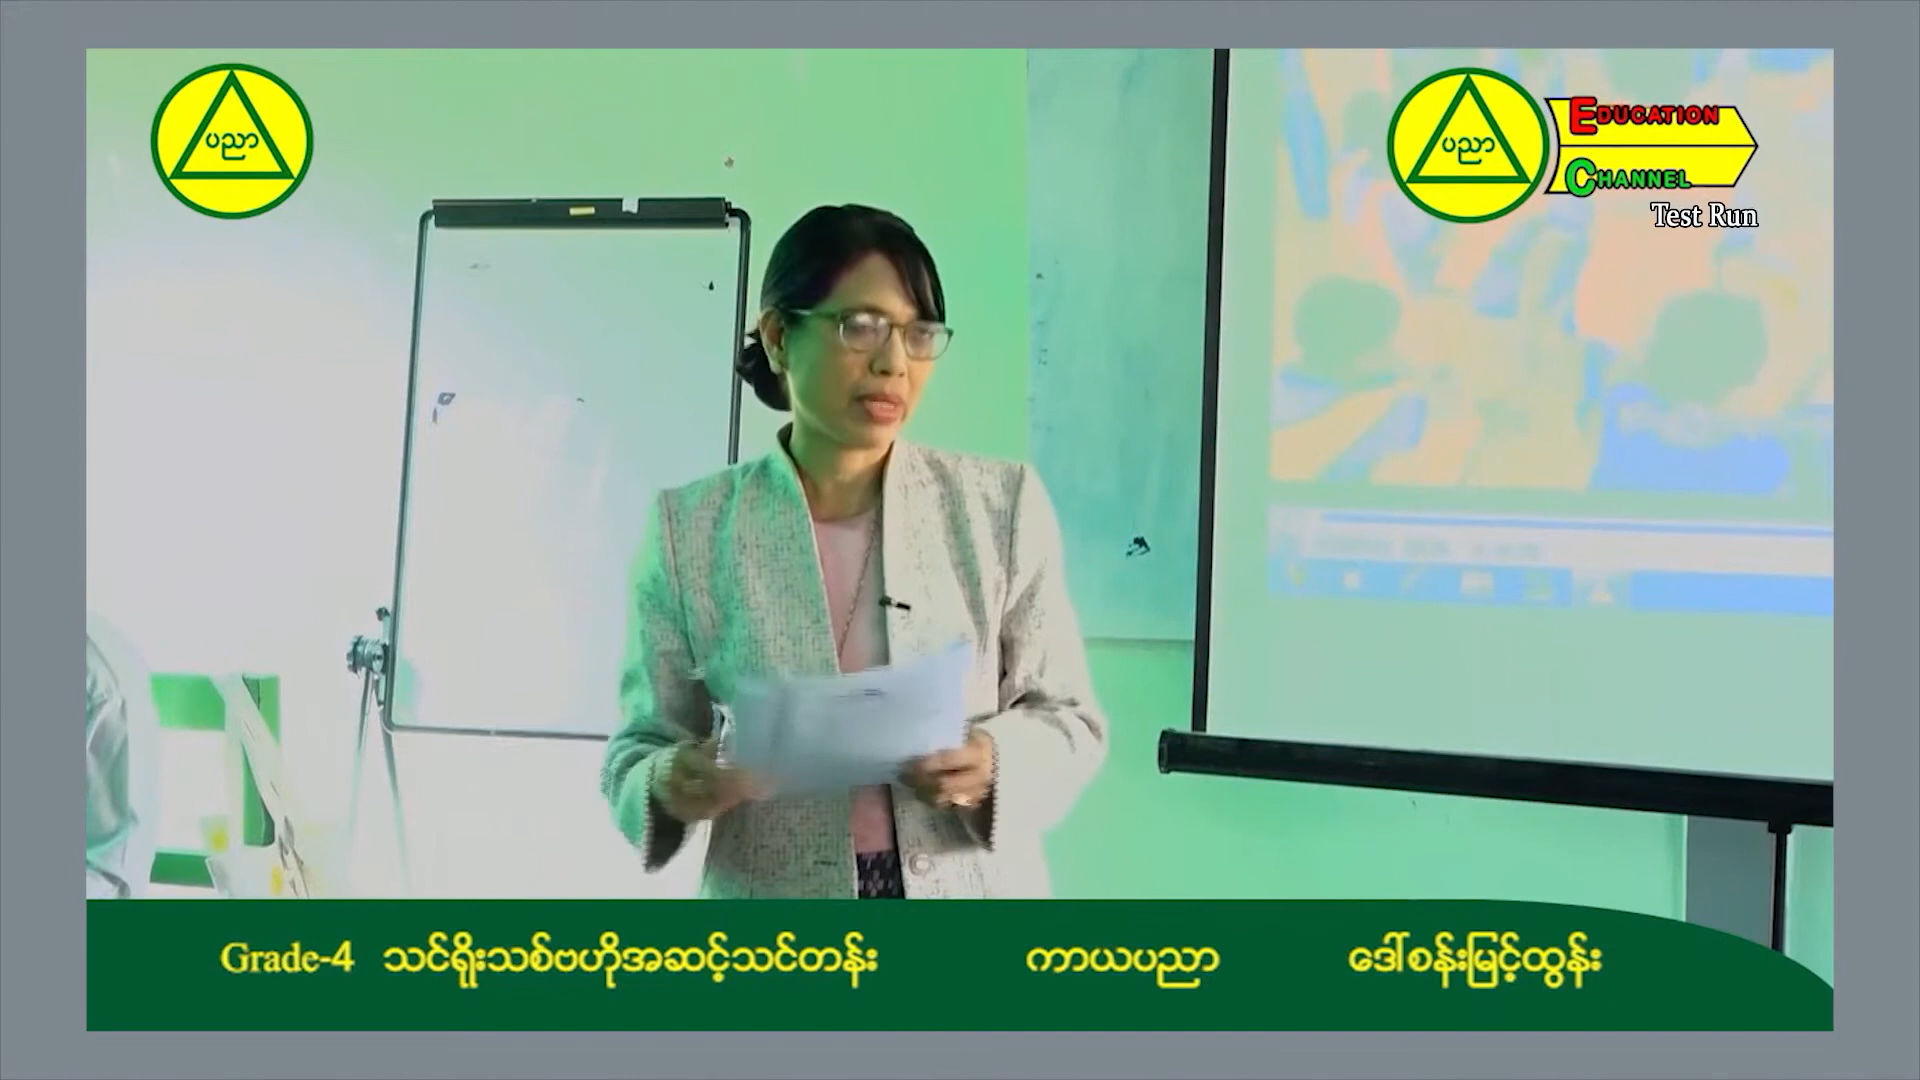 ပညာ
ပညာ
EDUCATION
CHANNEL
Test Run
Grade-4 သင်ရိုးသစ်ဗဟိုအဆင့်သင်တန်း ကာယပညာ ဒေါ်စန်းမြင့်ထွန်း